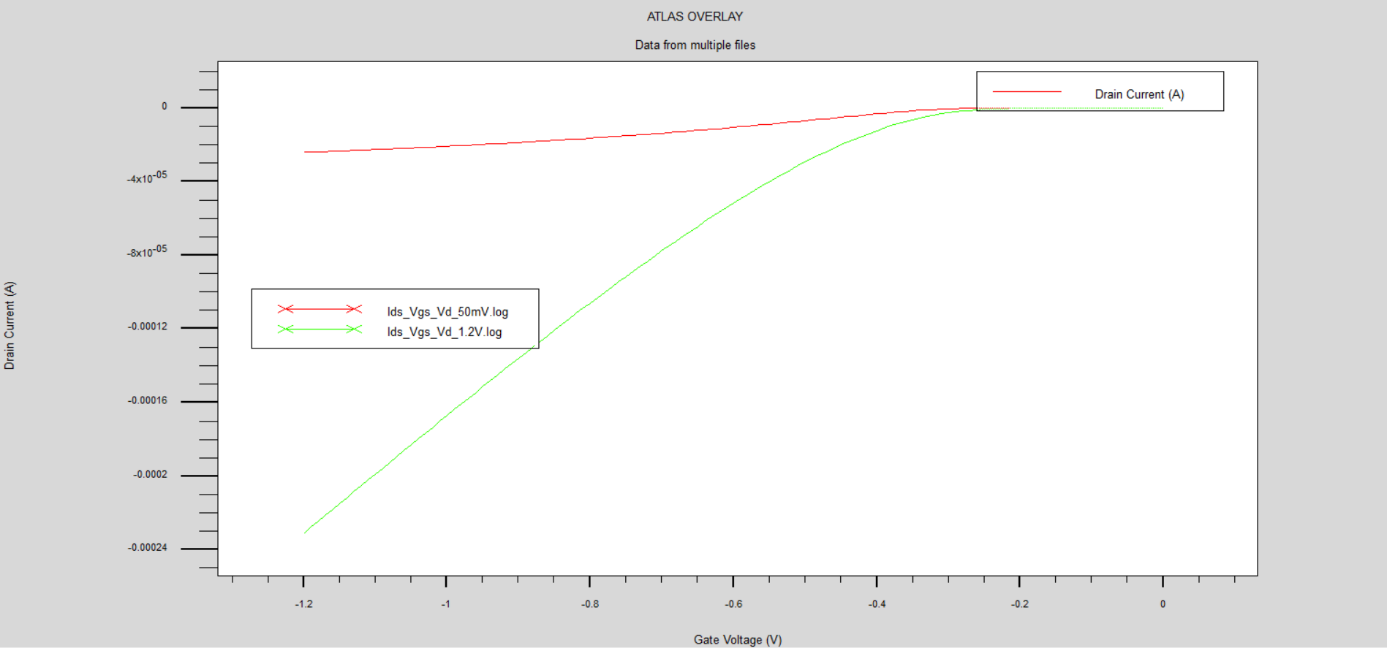 ATLAS OVERLAY
Data from multiple files
Drain Current (A)
0
-4x10⁻⁰⁵
-8x10⁻⁰⁵
-0.00012
-0.00016
-0.0002
-0.00024
Drain Current (A)
Ids_Vgs_Vd_50mV.log
Ids_Vgs_Vd_1.2V.log
-1.2 -1 -0.8 -0.6 -0.4 -0.2 0
Gate Voltage (V)